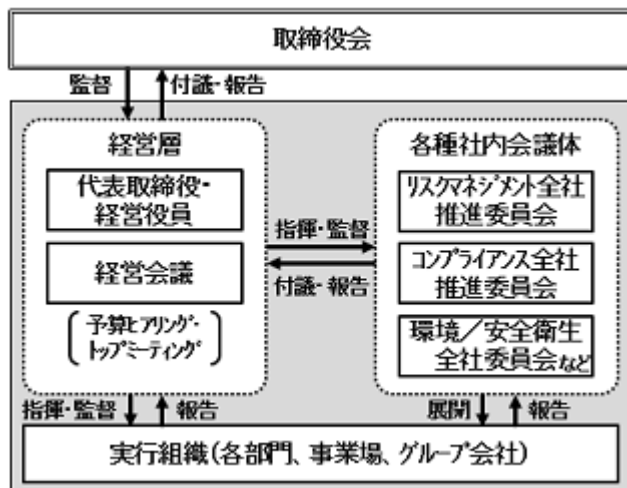 取締役会
監督
付議・報告
経営層
代表取締役・
経営役員
経営会議
予算ヒアリング・
トップミーティング
指揮・監督
付議・報告
各種社内会議体
リスクマネジメント全社
推進委員会
コンプライアンス全社
推進委員会
環境／安全衛生
全社委員会など
指揮・監督
報告
展開
報告
実行組織(各部門、事業場、グループ会社)